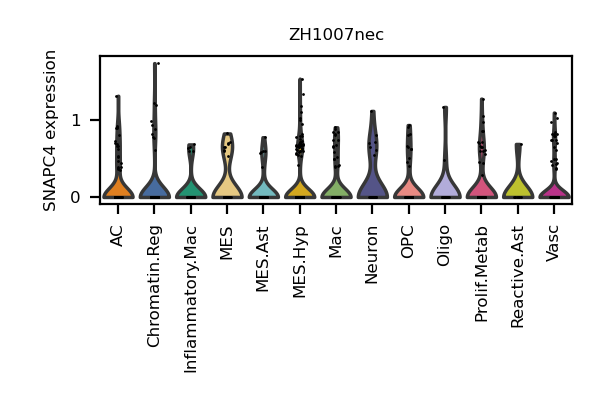 ZH1007nec
SNAPC4 expression
1
0
AC
Chromatin.Reg
Inflammatory.Mac
MES
MES.Ast
MES.Hyp
Mac
Neuron
OPC
Oligo
Prolif.Metab
Reactive.Ast
Vasc